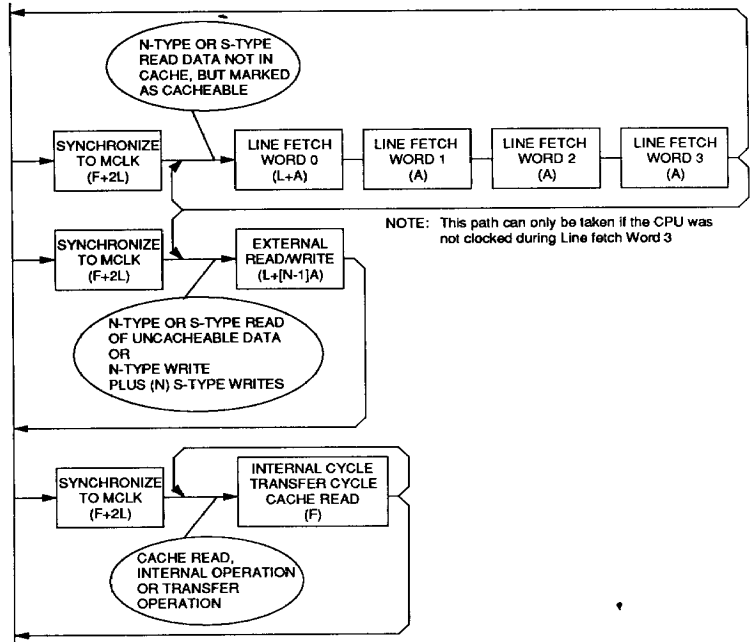 N-TYPE OR S-TYPE
READ DATA NOT IN
CACHE, BUT MARKED
AS CACHEABLE
SYNCHRONIZE
TO MCLK
(F+2L)
LINE FETCH
WORD 0
(L+A)
LINE FETCH
WORD 1
(A)
LINE FETCH
WORD 2
(A)
LINE FETCH
WORD 3
(A)
NOTE: This path can only be taken if the CPU was
not clocked during Line fetch Word 3
SYNCHRONIZE
TO MCLK
(F+2L)
EXTERNAL
READ/WRITE
(L+[N-1]A)
N-TYPE OR S-TYPE READ
OF UNCACHEABLE DATA
OR
N-TYPE WRITE
PLUS (N) S-TYPE WRITES
SYNCHRONIZE
TO MCLK
(F+2L)
INTERNAL CYCLE
TRANSFER CYCLE
CACHE READ
(F)
CACHE READ,
INTERNAL OPERATION
OR TRANSFER
OPERATION